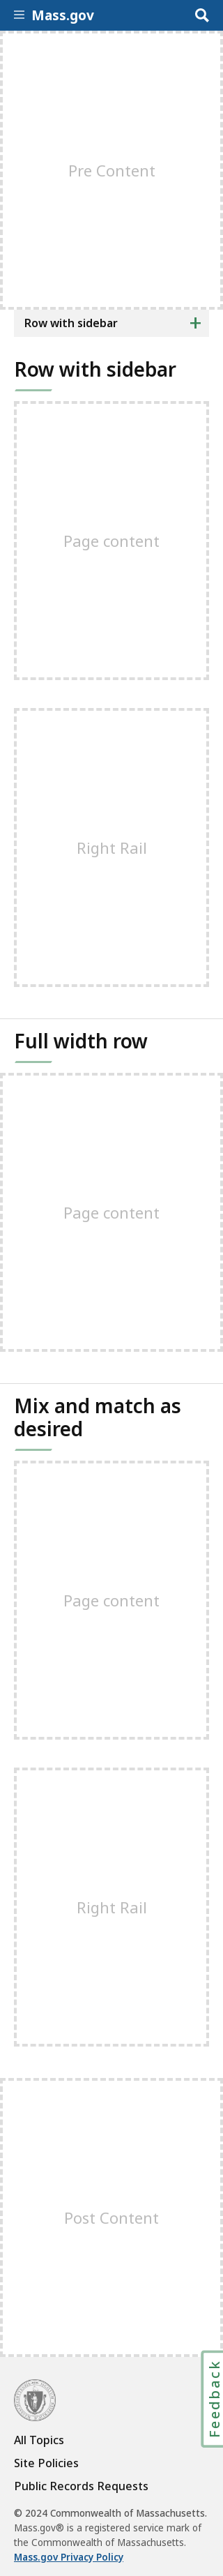 Mass.gov
Pre Content
Row with sidebar
Row with sidebar
Page content
Right Rail
Full width row
Page content
Mix and match as
desired
Page content
Right Rail
Post Content
Feedback
All Topics
Site Policies
Public Records Requests
© 2024 Commonwealth of Massachusetts.
Mass.gov® is a registered service mark of
the Commonwealth of Massachusetts.
Mass.gov Privacy Policy